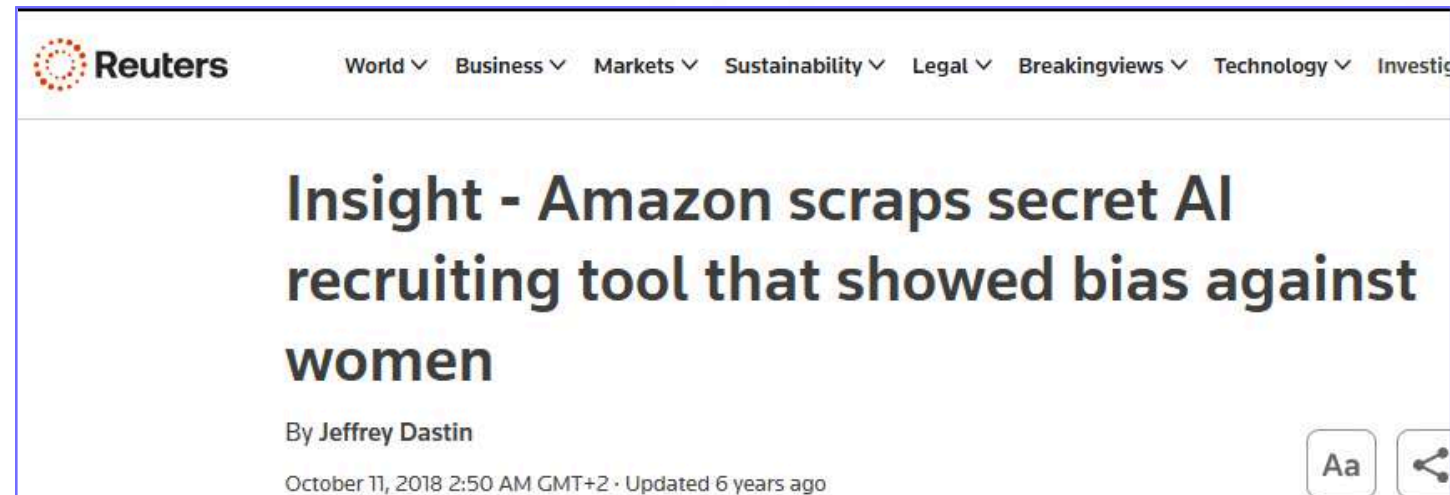 Reuters World Business Markets Sustainability Legal Breakingviews Technology Investig
Insight - Amazon scraps secret AI
recruiting tool that showed bias against
women
By Jeffrey Dastin
October 11, 2018 2:50 AM GMT+2 · Updated 6 years ago
Aa